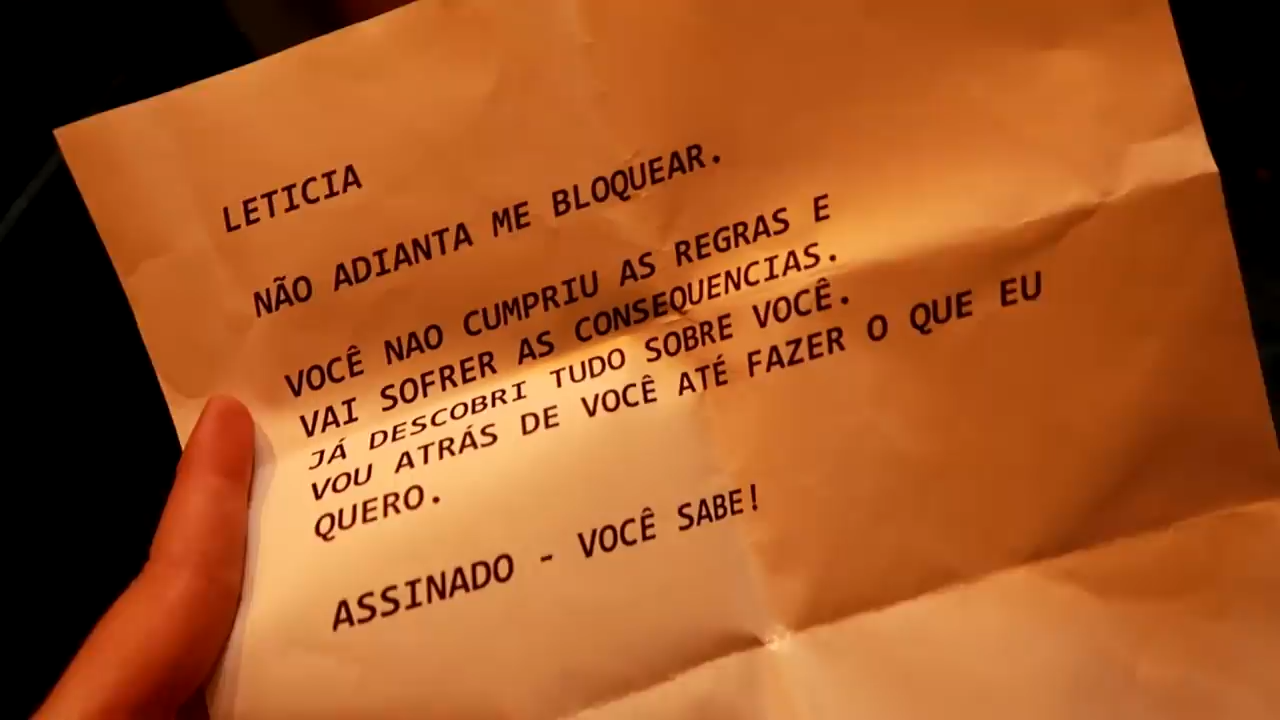 LETICIA
NÃO ADIANTA ME BLOQUEAR.
VOCÊ NAO CUMPRIU AS REGRAS E
VAI SOFRER AS CONSEQUENCIAS.
JÁ DESCOBRI TUDO SOBRE VOCÊ.
VOU ATRÁS DE VOCÊ ATÉ FAZER O QUE EU
QUERO.
ASSINADO - VOCÊ SABE!